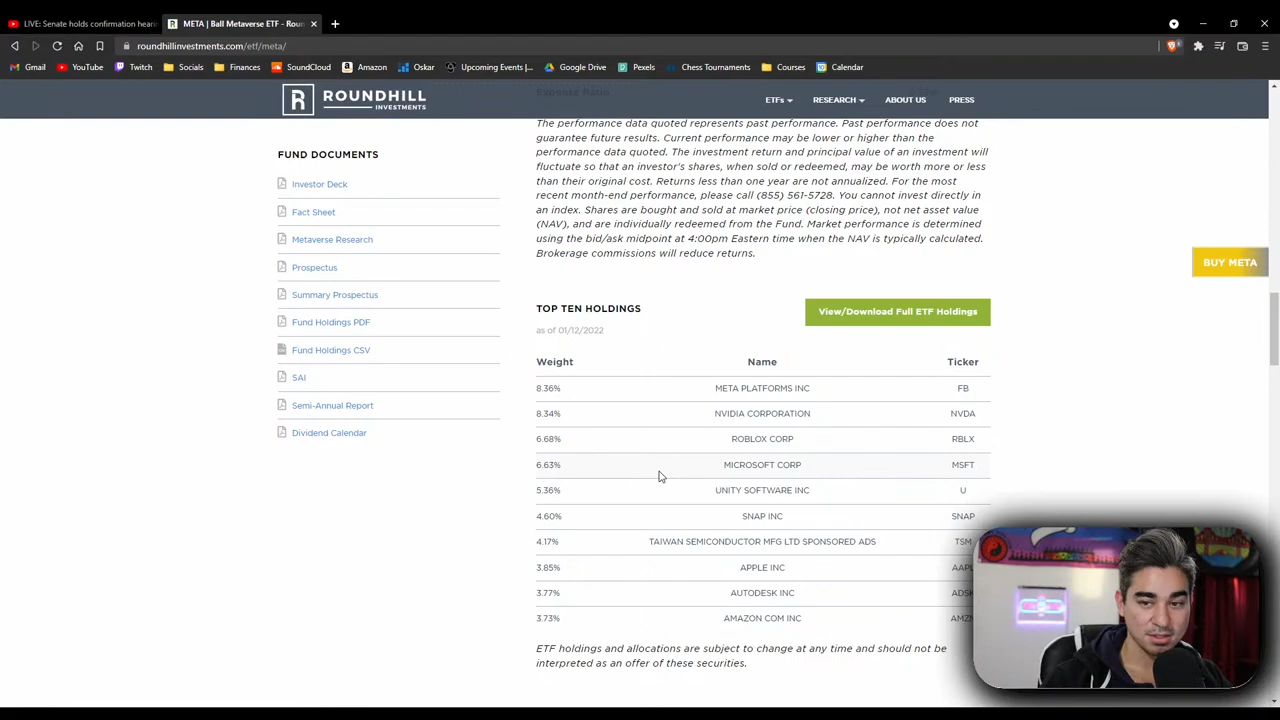 LIVE: Senate holds confirmation hearin
META | Ball Metaverse ETF - Roun
roundhillinvestments.com/etf/meta/
Gmail YouTube Twitch Socials Finances SoundCloud Amazon Oskar Upcoming Events |... Google Drive Pexels Chess Tournaments Courses Calendar
R ROUNDHILL
INVESTMENTS
ETFs RESEARCH ABOUT US PRESS
Expense Ratio
The performance data quoted represents past performance. Past performance does not
guarantee future results. Current performance may be lower or higher than the
performance data quoted. The investment return and principal value of an investment will
fluctuate so that an investor's shares, when sold or redeemed, may be worth more or less
than their original cost. Returns less than one year are not annualized. For the most
recent month-end performance, please call (855) 561-5728. You cannot invest directly in
an index. Shares are bought and sold at market price (closing price), not net asset value
(NAV), and are individually redeemed from the Fund. Market performance is determined
using the bid/ask midpoint at 4:00pm Eastern time when the NAV is typically calculated.
Brokerage commissions will reduce returns.
FUND DOCUMENTS
Investor Deck
Fact Sheet
Metaverse Research
Prospectus
Summary Prospectus
Fund Holdings PDF
Fund Holdings CSV
SAI
Semi-Annual Report
Dividend Calendar
BUY META
TOP TEN HOLDINGS
View/Download Full ETF Holdings
as of 01/12/2022
Weight Name Ticker
8.36% META PLATFORMS INC FB
8.34% NVIDIA CORPORATION NVDA
6.68% ROBLOX CORP RBLX
6.63% MICROSOFT CORP MSFT
5.36% UNITY SOFTWARE INC U
4.60% SNAP INC SNAP
4.17% TAIWAN SEMICONDUCTOR MFG LTD SPONSORED ADS TSM
3.85% APPLE INC AAPL
3.77% AUTODESK INC ADS
3.73% AMAZON COM INC AMZ
ETF holdings and allocations are subject to change at any time and should not be
interpreted as an offer of these securities.